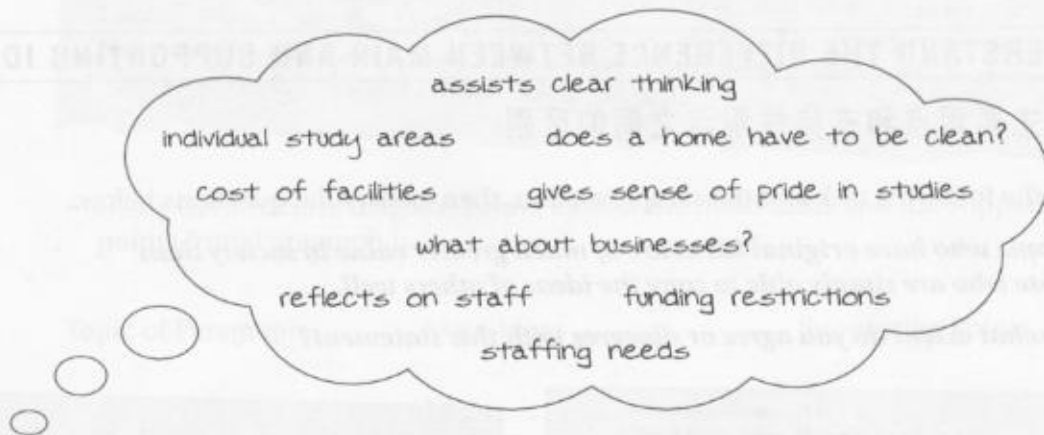 assists clear thinking
individual study areas does a home have to be clean?
cost of facilities gives sense of pride in studies
what about businesses?
reflects on staff funding restrictions
staffing needs